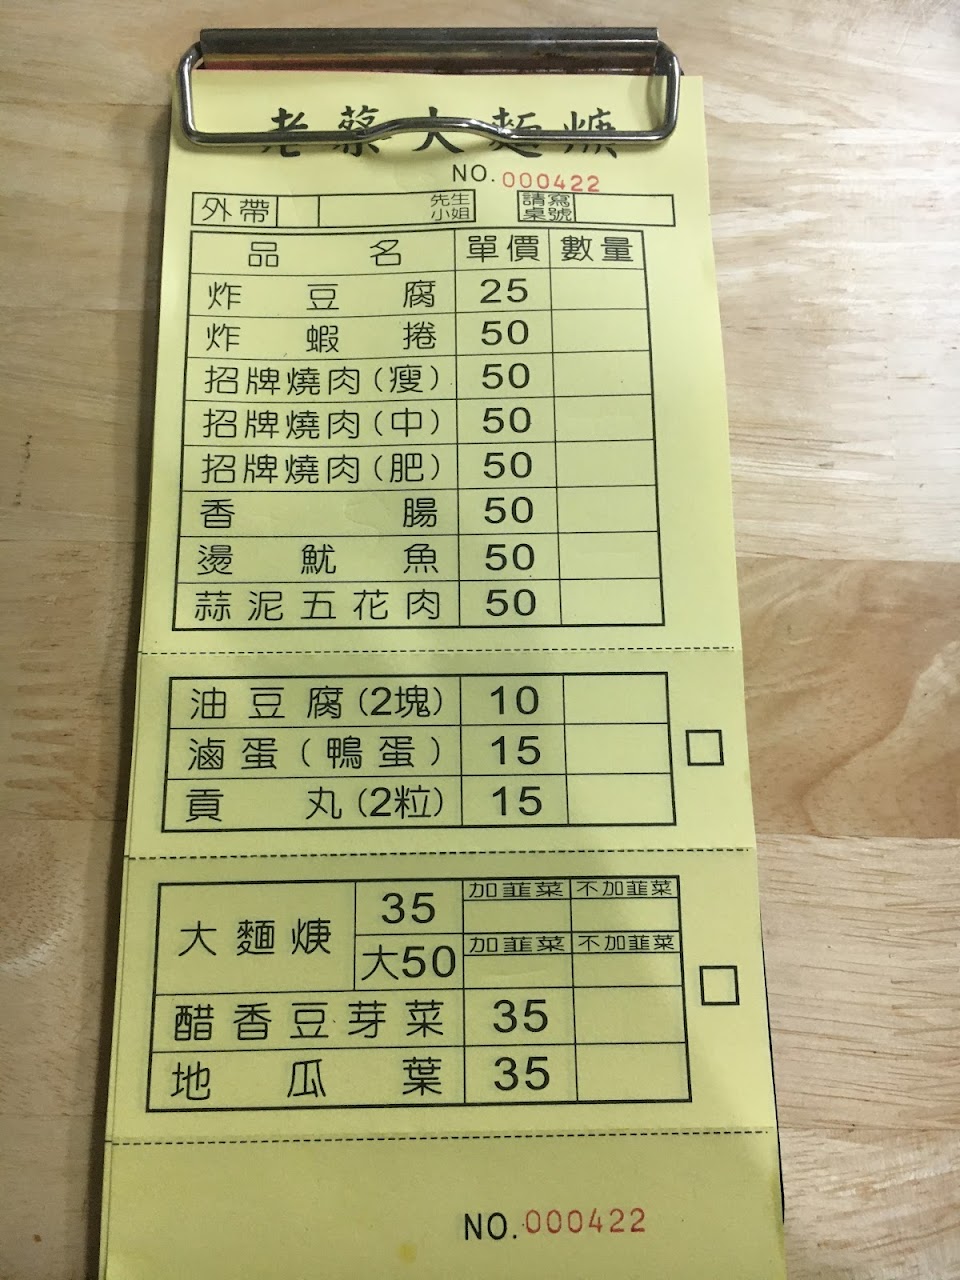 老蔡大麵焿
NO. 000422
外帶 先生 小姐 請寫桌號
品名 單價 數量
炸豆腐 25
炸蝦捲 50
招牌燒肉(瘦) 50
招牌燒肉(中) 50
招牌燒肉(肥) 50
香腸 50
燙魷魚 50
蒜泥五花肉 50
油豆腐(2塊) 10
滷蛋(鴨蛋) 15
貢丸(2粒) 15
大麵焿 35 加韮菜 不加韮菜
大50 加韮菜 不加韮菜
醋香豆芽菜 35
地瓜葉 35
NO. 000422